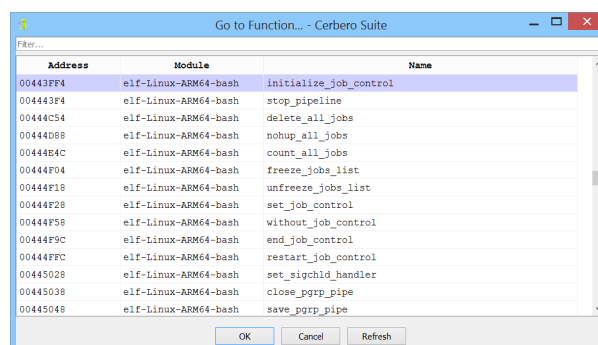 Go to Function... - Cerbero Suite
Filter...
Address Module Name
00443FF4 elf-Linux-ARM64-bash initialize_job_control
004443F4 elf-Linux-ARM64-bash stop_pipeline
00444C54 elf-Linux-ARM64-bash delete_all_jobs
00444D88 elf-Linux-ARM64-bash nohup_all_jobs
00444E4C elf-Linux-ARM64-bash count_all_jobs
00444F04 elf-Linux-ARM64-bash freeze_jobs_list
00444F18 elf-Linux-ARM64-bash unfreeze_jobs_list
00444F28 elf-Linux-ARM64-bash set_job_control
00444F58 elf-Linux-ARM64-bash without_job_control
00444F9C elf-Linux-ARM64-bash end_job_control
00444FFC elf-Linux-ARM64-bash restart_job_control
00445028 elf-Linux-ARM64-bash set_sigchld_handler
00445038 elf-Linux-ARM64-bash close_pgrp_pipe
00445048 elf-Linux-ARM64-bash save_pgrp_pipe
OK Cancel Refresh